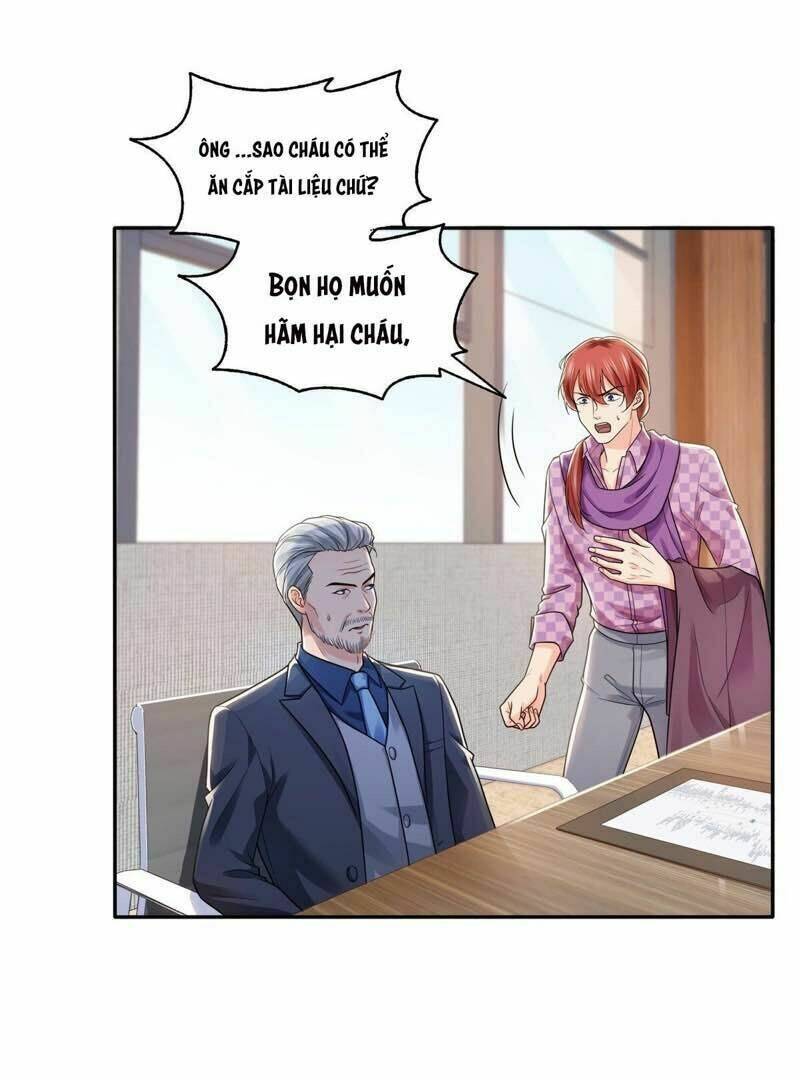 ÔNG ...SAO CHÁU CÓ THỂ
ĂN CẮP TÀI LIỆU CHỨ?
BỌN HỌ MUỐN
HÃM HẠI CHÁU,